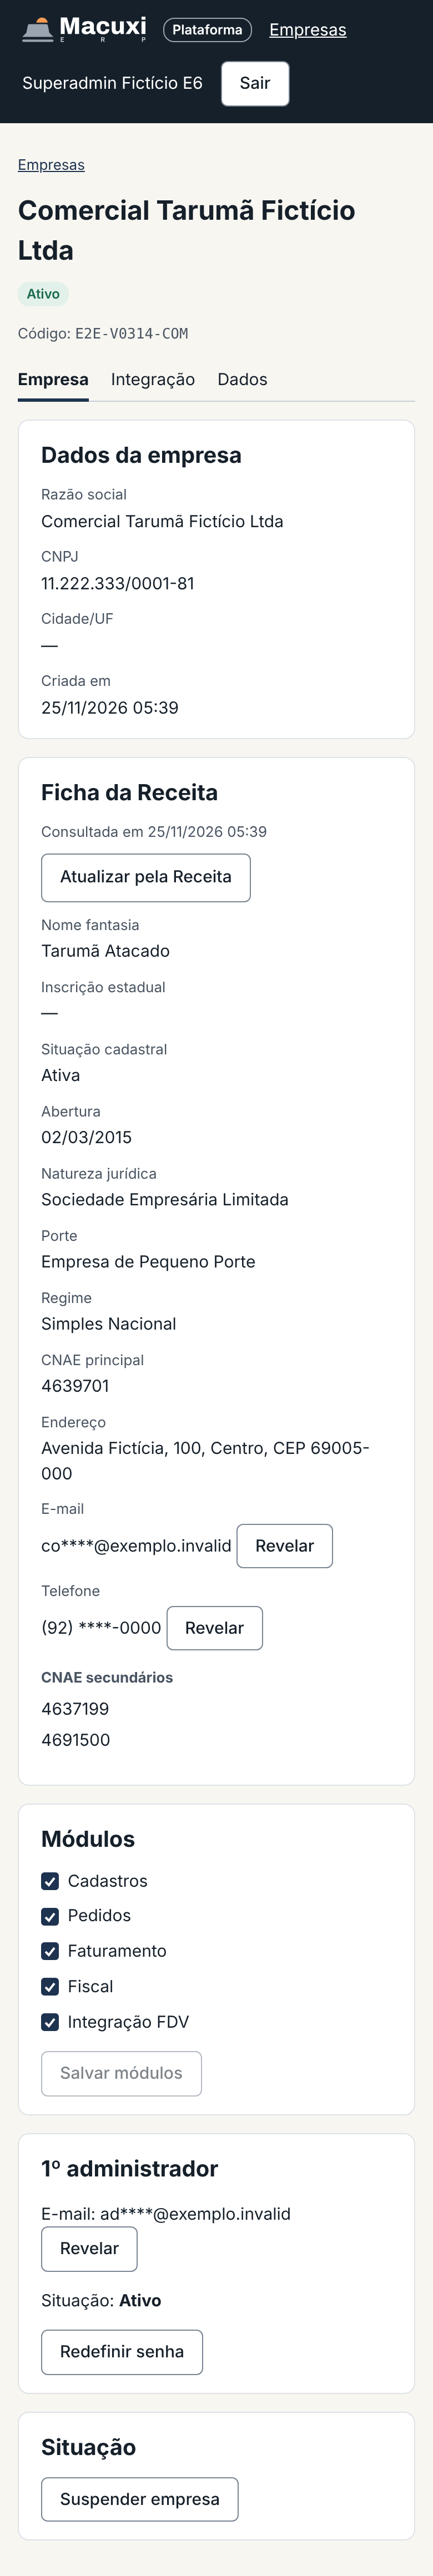 Macuxi
E R P
Plataforma
Empresas
Superadmin Fictício E6
Sair
Empresas
Comercial Tarumã Fictício
Ltda
Ativo
Código: E2E-V0314-COM
Empresa
Integração
Dados
Dados da empresa
Razão social
Comercial Tarumã Fictício Ltda
CNPJ
11.222.333/0001-81
Cidade/UF
—
Criada em
25/11/2026 05:39
Ficha da Receita
Consultada em 25/11/2026 05:39
Atualizar pela Receita
Nome fantasia
Tarumã Atacado
Inscrição estadual
—
Situação cadastral
Ativa
Abertura
02/03/2015
Natureza jurídica
Sociedade Empresária Limitada
Porte
Empresa de Pequeno Porte
Regime
Simples Nacional
CNAE principal
4639701
Endereço
Avenida Fictícia, 100, Centro, CEP 69005-
000
E-mail
co****@exemplo.invalid Revelar
Telefone
(92) ****-0000 Revelar
CNAE secundários
4637199
4691500
Módulos
Cadastros
Pedidos
Faturamento
Fiscal
Integração FDV
Salvar módulos
1º administrador
E-mail: ad****@exemplo.invalid
Revelar
Situação: Ativo
Redefinir senha
Situação
Suspender empresa